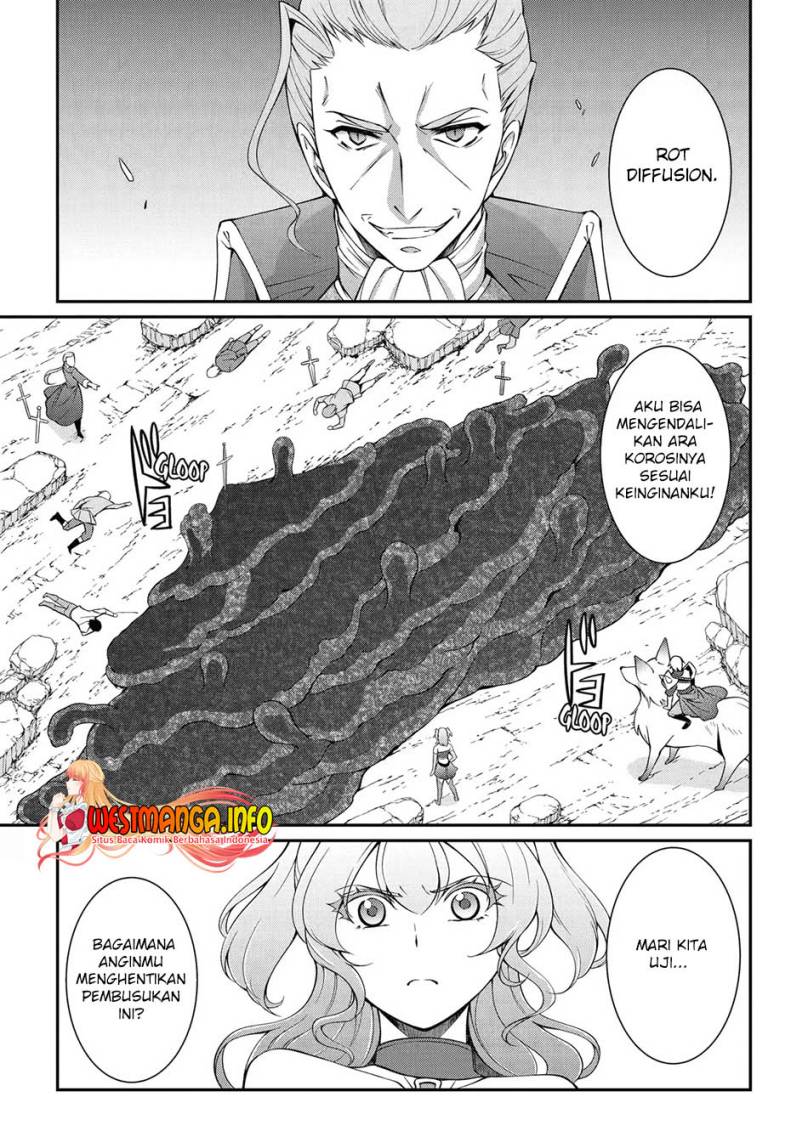 ROT
DIFFUSION.
AKU BISA
MENGENDALI-
KAN ARA
KOROSINYA
SESUAI
KEINGINANKU!
GLOOP
GLOOP
WESTMANGA.INFO
Situs Baca Komik Berbahasa Indonesia
MARI KITA
UJI...
BAGAIMANA
ANGINMU
MENGHENTIKAN
PEMBUSUKAN
INI?